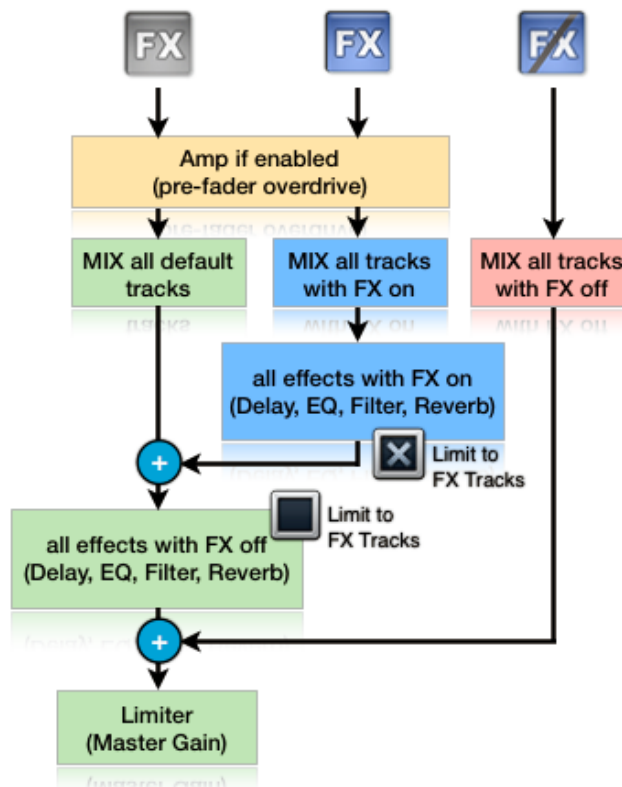 FX
FX
FX
Amp if enabled
(pre-fader overdrive)
MIX all default
tracks
MIX all tracks
with FX on
MIX all tracks
with FX off
all effects with FX on
(Delay, EQ, Filter, Reverb)
Limit to
FX Tracks
Limit to
FX Tracks
all effects with FX off
(Delay, EQ, Filter, Reverb)
Limiter
(Master Gain)